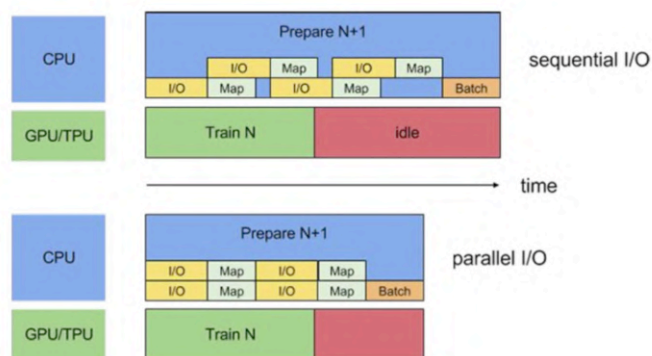 CPU
Prepare N+1
sequential I/O
I/O Map I/O Map
I/O Map I/O Map Batch
GPU/TPU
Train N
idle
time
CPU
Prepare N+1
parallel I/O
I/O Map I/O Map
I/O Map I/O Map Batch
GPU/TPU
Train N